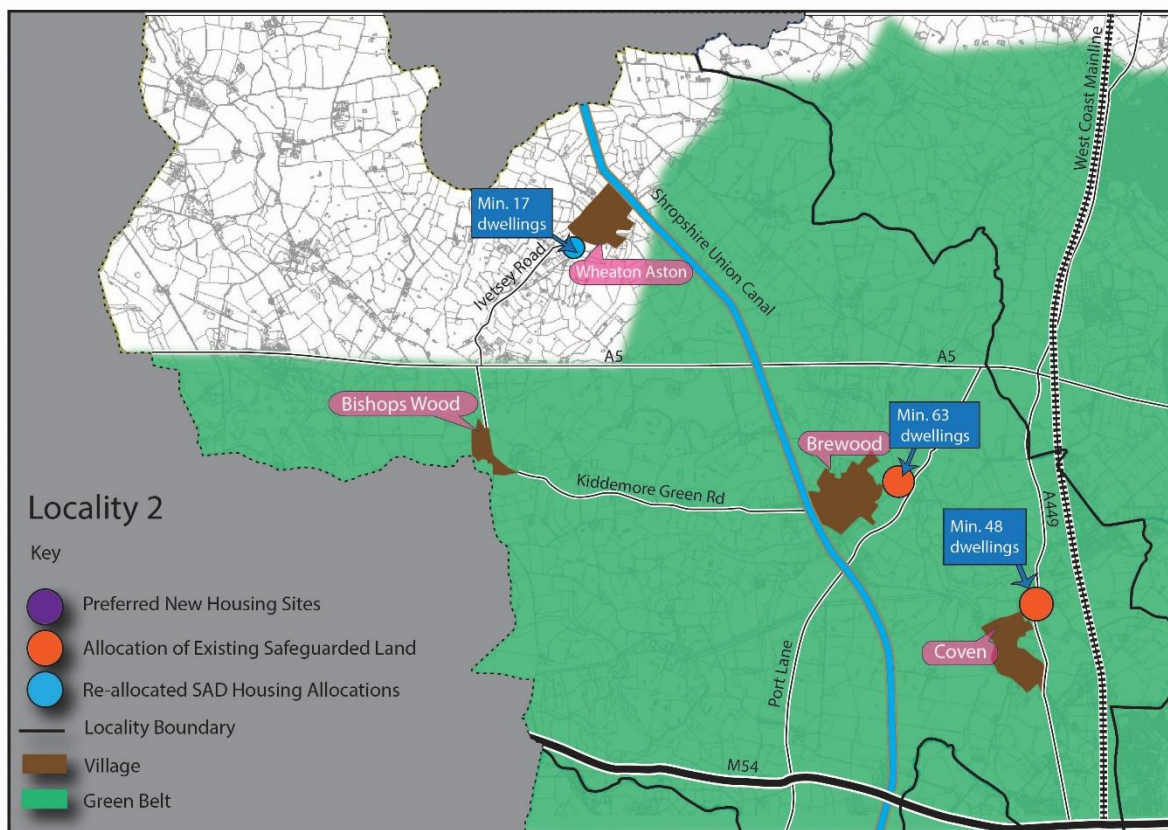 West Coast Mainline
Min. 17
dwellings
Shropshire Union Canal
Ivetsey Road
Wheaton Aston
A5
A5
Bishops Wood
Brewood
Min. 63
dwellings
Kiddemore Green Rd
A449
Min. 48
dwellings
Coven
Port Lane
M54
Locality 2
Key
Preferred New Housing Sites
Allocation of Existing Safeguarded Land
Re-allocated SAD Housing Allocations
Locality Boundary
Village
Green Belt